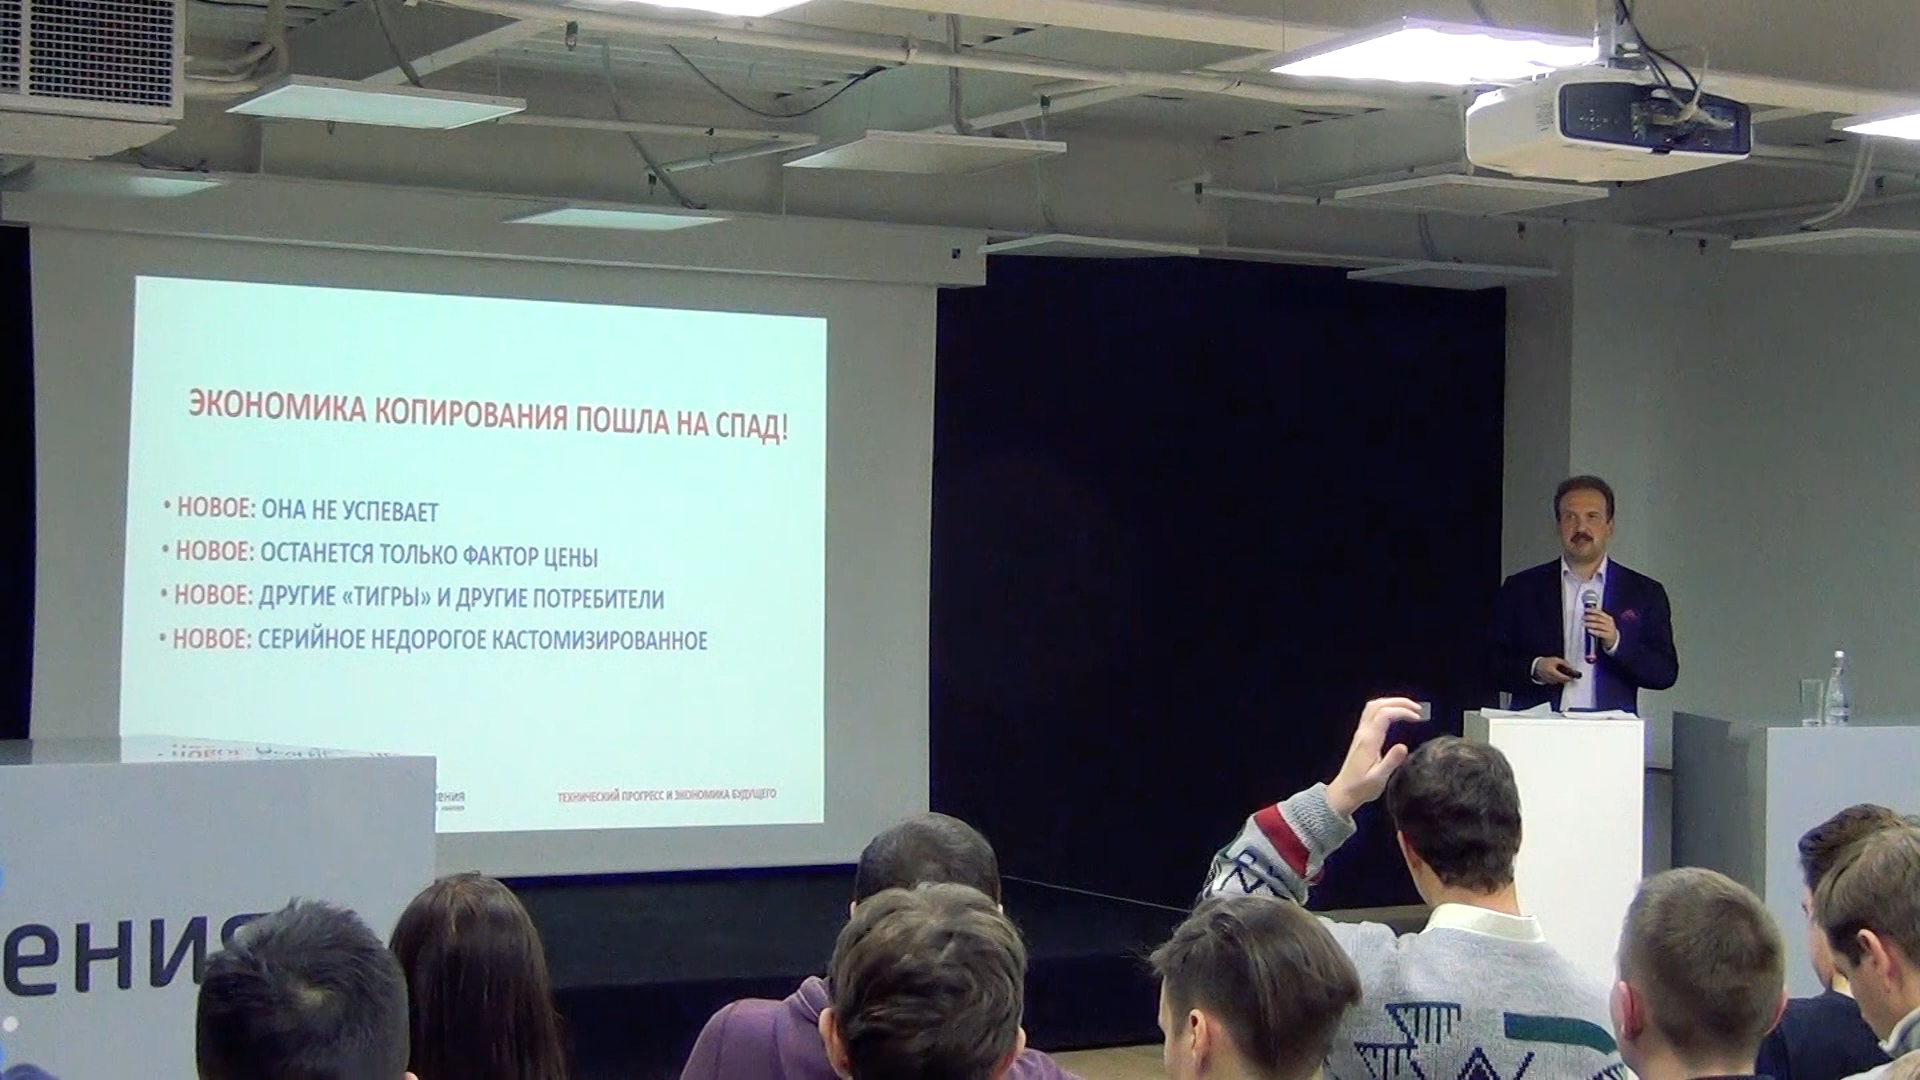 ЭКОНОМИКА КОПИРОВАНИЯ ПОШЛА НА СПАД!
• НОВОЕ: ОНА НЕ УСПЕВАЕТ
• НОВОЕ: ОСТАНЕТСЯ ТОЛЬКО ФАКТОР ЦЕНЫ
• НОВОЕ: ДРУГИЕ «ТИГРЫ» И ДРУГИЕ ПОТРЕБИТЕЛИ
• НОВОЕ: СЕРИЙНОЕ НЕДОРОГОЕ КАСТОМИЗИРОВАННОЕ
ления
ТЕХНИЧЕСКИЙ ПРОГРЕСС И ЭКОНОМИКА БУДУЩЕГО
ения